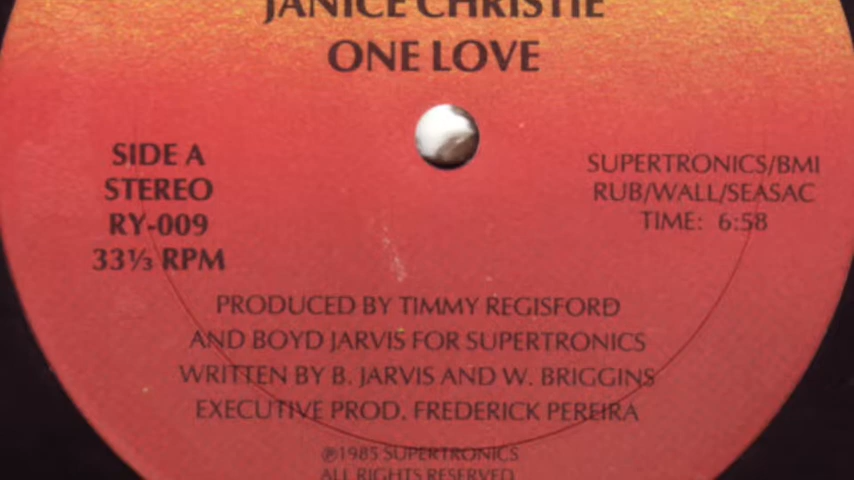 JANICE CHRISTIE
ONE LOVE
SIDE A
STEREO
RY-009
33⅓ RPM
SUPERTRONICS/BMI
RUB/WALL/SEASAC
TIME: 6:58
PRODUCED BY TIMMY REGISFORD
AND BOYD JARVIS FOR SUPERTRONICS
WRITTEN BY B. JARVIS AND W. BRIGGINS
EXECUTIVE PROD. FREDERICK PEREIRA
℗1985 SUPERTRONICS
ALL RIGHTS RESERVED